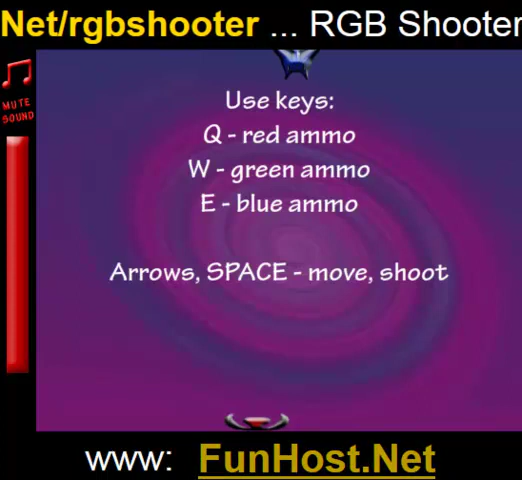 Net/rgbshooter ... RGB Shooter
MUTE
SOUND
Use keys:
Q - red ammo
W - green ammo
E - blue ammo
Arrows, SPACE - move, shoot
www: FunHost.Net